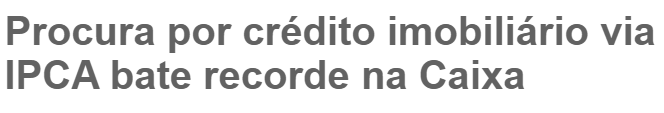 Procura por crédito imobiliário via
IPCA bate recorde na Caixa